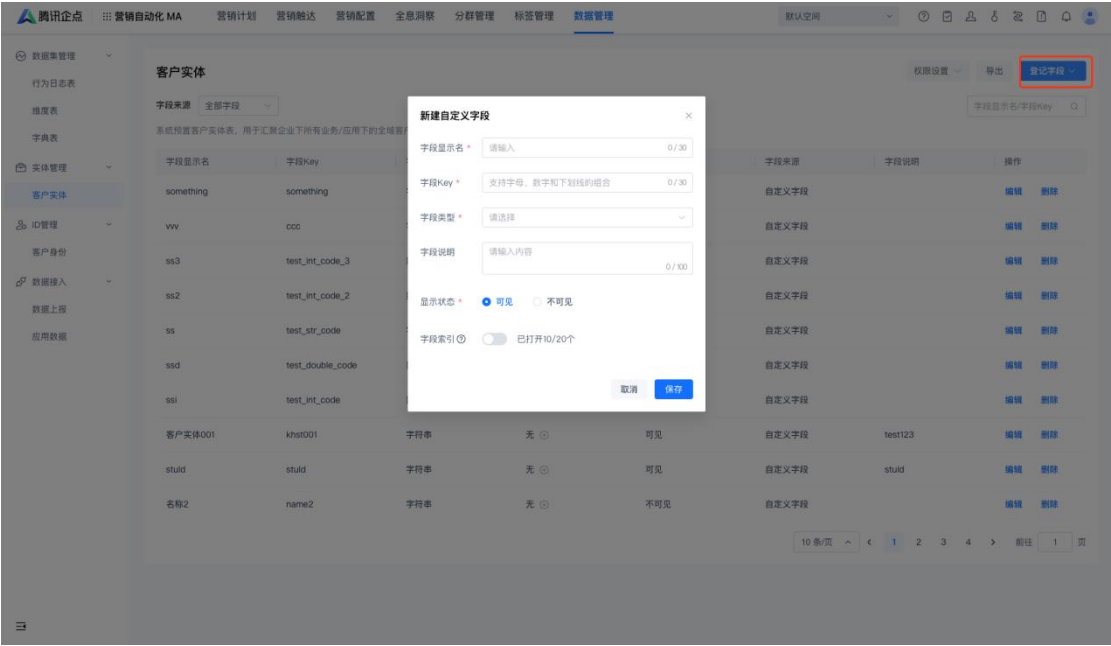 腾讯企点 营销自动化 MA 营销计划 营销触达 营销配置 全息洞察 分群管理 标签管理 数据管理 默认空间
数据集管理
行为日志表
维度表
字典表
实体管理
客户实体
ID管理
客户身份
数据接入
数据上报
应用数据
客户实体 权限设置 导出 登记字段
字段来源 全部字段 字段显示名/字段Key
系统预置客户实体表，用于汇聚企业下所有业务/应用下的全域客户
字段显示名 字段Key 字段来源 字段说明 操作
something something 自定义字段 编辑 删除
vvv ccc 自定义字段 编辑 删除
ss3 test_int_code_3 自定义字段 编辑 删除
ss2 test_int_code_2 自定义字段 编辑 删除
ss test_str_code 自定义字段 编辑 删除
ssd test_double_code 自定义字段 编辑 删除
ssi test_int_code 自定义字段 编辑 删除
客户实体001 khst001 字符串 无 可见 自定义字段 test123 编辑 删除
stuId stuId 字符串 无 可见 自定义字段 stuId 编辑 删除
名称2 name2 字符串 无 不可见 自定义字段 编辑 删除
10 条/页 1 2 3 4 前往 1 页
新建自定义字段
字段显示名 * 请输入 0/30
字段Key * 支持字母、数字和下划线的组合 0/30
字段类型 * 请选择
字段说明 请输入内容
0/100
显示状态 * 可见 不可见
字段索引 已打开10/20个
取消 保存